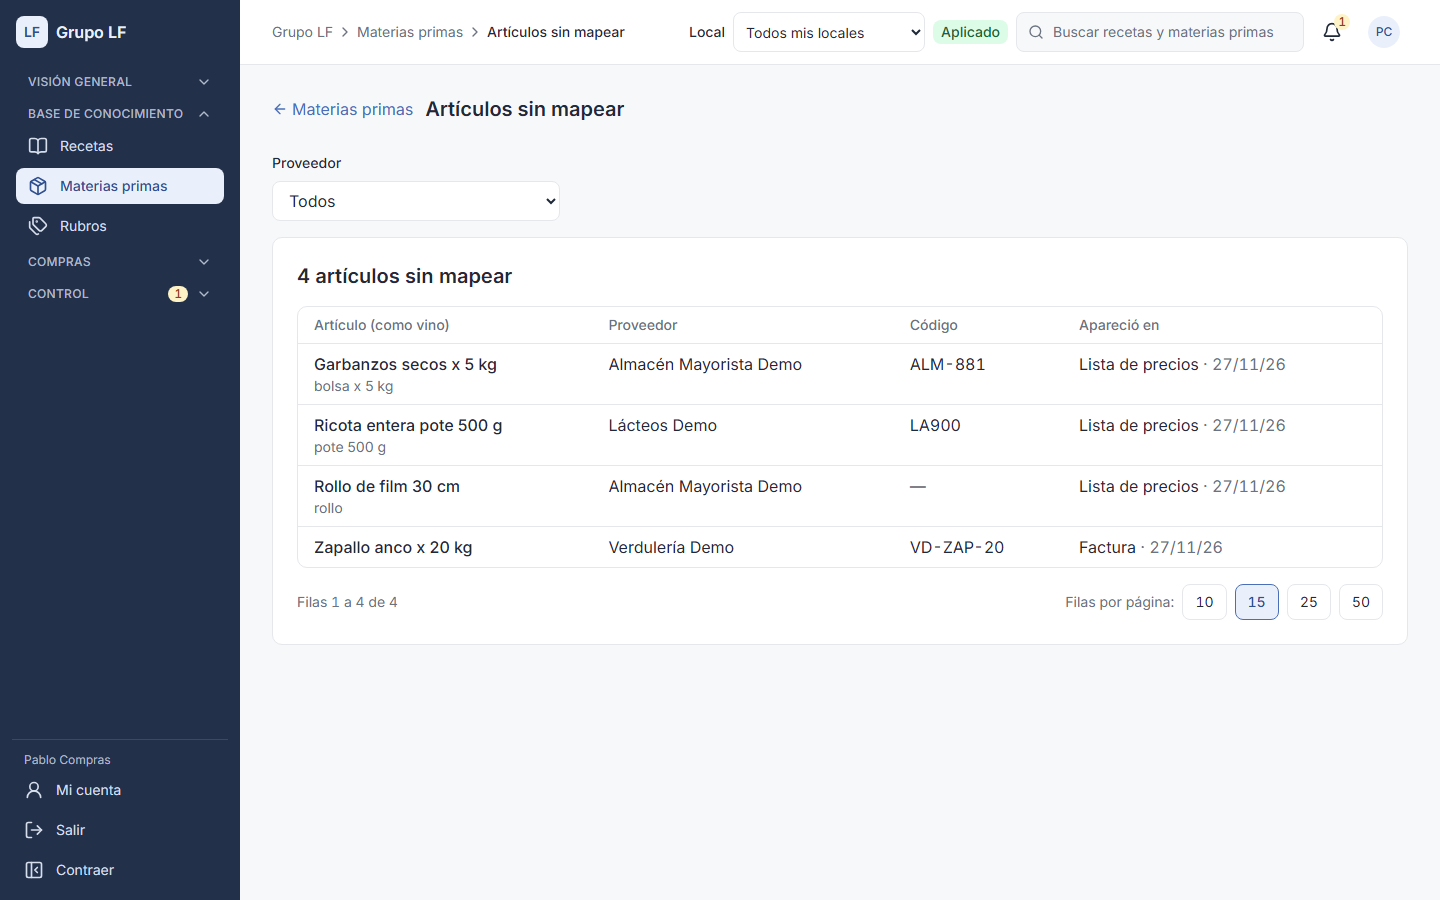 LF Grupo LF
VISIÓN GENERAL
BASE DE CONOCIMIENTO
Recetas
Materias primas
Rubros
COMPRAS
CONTROL 1
Pablo Compras
Mi cuenta
Salir
Contraer
Grupo LF Materias primas Artículos sin mapear Local Todos mis locales Aplicado Buscar recetas y materias primas 1 PC
Materias primas Artículos sin mapear
Proveedor
Todos
4 artículos sin mapear
Artículo (como vino) Proveedor Código Apareció en
Garbanzos secos x 5 kg Almacén Mayorista Demo ALM-881 Lista de precios · 27/11/26
bolsa x 5 kg
Ricota entera pote 500 g Lácteos Demo LA900 Lista de precios · 27/11/26
pote 500 g
Rollo de film 30 cm Almacén Mayorista Demo — Lista de precios · 27/11/26
rollo
Zapallo anco x 20 kg Verdulería Demo VD-ZAP-20 Factura · 27/11/26
Filas 1 a 4 de 4 Filas por página: 10 15 25 50